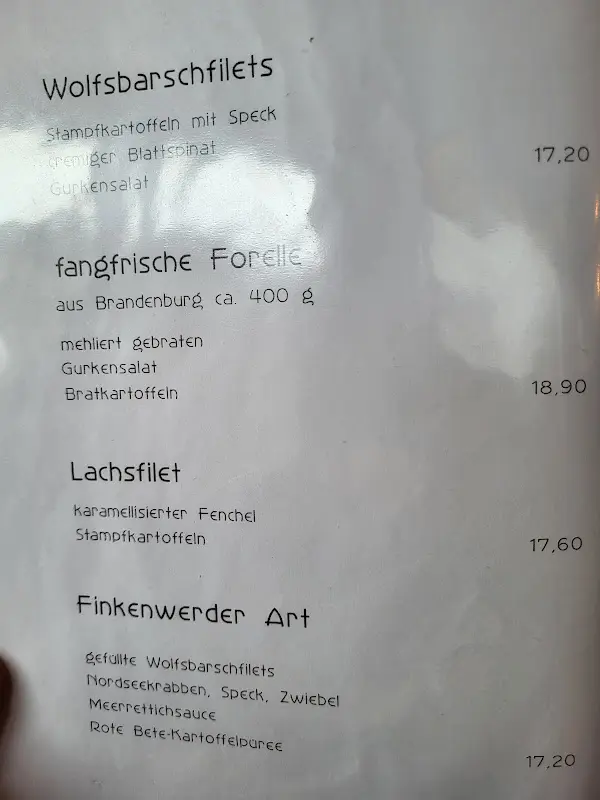 Wolfsbarschfilets
Stampfkartoffeln mit Speck
cremiger Blattspinat
Gurkensalat
17,20
fangfrische Forelle
aus Brandenburg ca. 400 g
mehliert gebraten
Gurkensalat
Bratkartoffeln
18,90
Lachsfilet
karamellisierter Fenchel
Stampfkartoffeln
17,60
Finkenwerder Art
gefüllte Wolfsbarschfilets
Nordseekrabben, Speck, Zwiebel
Meerrettichsauce
Rote Bete-Kartoffelpüree
17,20